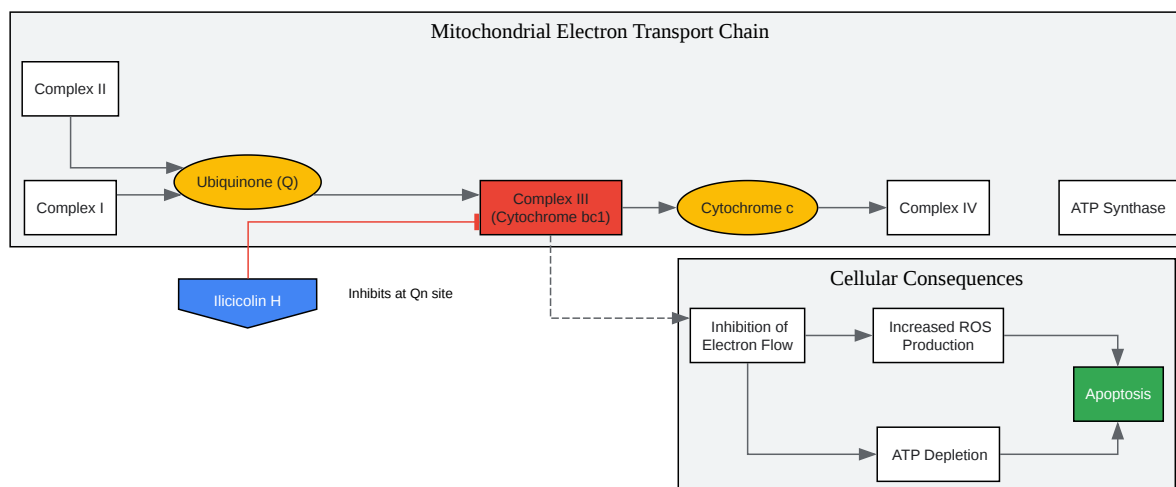 Mitochondrial Electron Transport Chain
Complex II
Ubiquinone (Q)
Complex I
Complex III
(Cytochrome bc1)
Cytochrome c
Complex IV
ATP Synthase
Ilicicolin H
Inhibits at Qn site
Cellular Consequences
Inhibition of
Electron Flow
Increased ROS
Production
Apoptosis
ATP Depletion